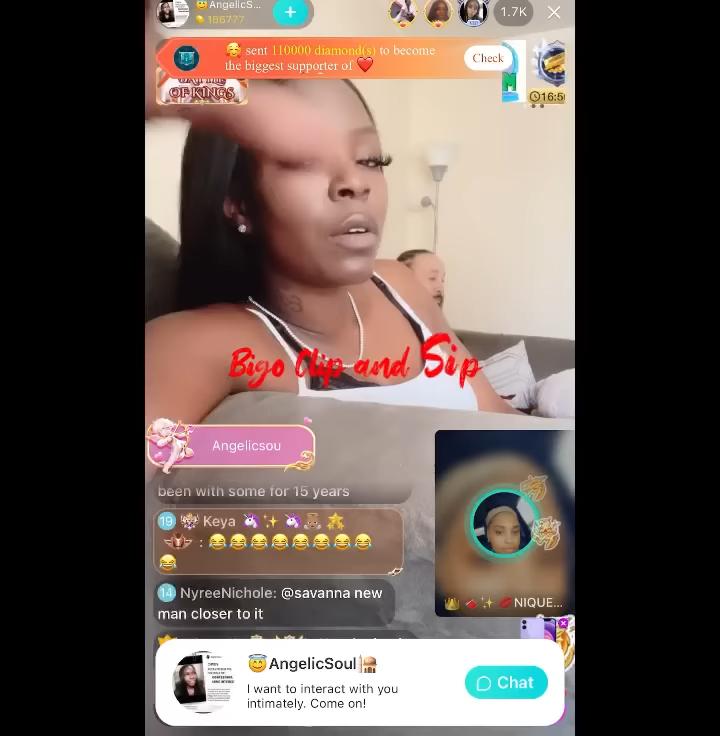 😇AngelicS...
186777
+
1.7K
🥰 sent 110000 diamond(s) to become
the biggest supporter of ❤️
Check
BATTLE
OF KINGS
M
16:5
Bigo Clip and Sip
Angelicsou
been with some for 15 years
19 Keya 🦄✨🦄🌟
: 😂😂😂😂😂😂😂😂
😂
14 NyreeNichole: @savanna new
man closer to it
NIQUE...
😇AngelicSoul🕌
I want to interact with you
intimately. Come on!
Chat